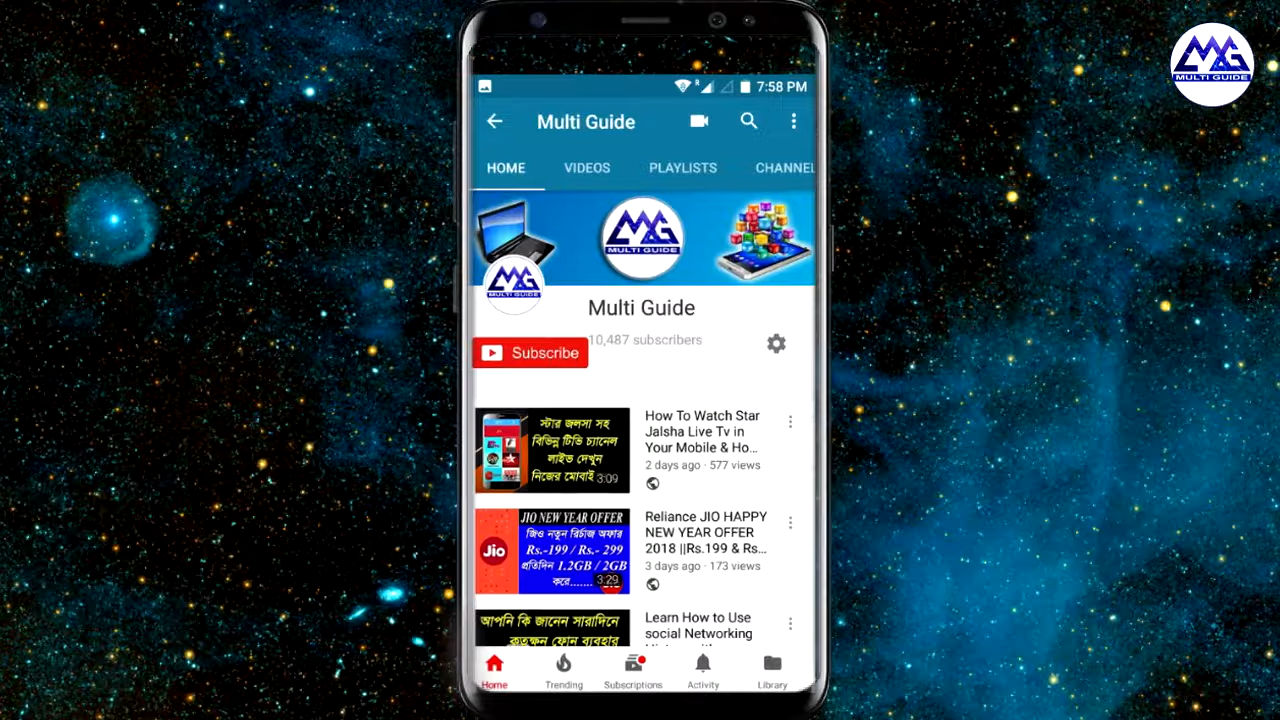 MULTI GUIDE
7:58 PM
Multi Guide
HOME VIDEOS PLAYLISTS CHANNEL
MULTI GUIDE
MULTI GUIDE
Multi Guide
10,487 subscribers
Subscribe
স্টার জলসা সহ
বিভিন্ন টিভি চ্যানেল
লাইভ দেখুন
নিজের মোবাই
3:09
How To Watch Star
Jalsha Live Tv in
Your Mobile & Ho...
2 days ago · 577 views
JIO NEW YEAR OFFER
Jio
জিও নতুন রির্চাজ অফার
Rs.-199 / Rs.- 299
প্রতিদিন 1.2GB / 2GB
করে.......
3:29
Reliance JIO HAPPY
NEW YEAR OFFER
2018 ||Rs.199 & Rs...
3 days ago · 173 views
আপনি কি জানেন সারাদিনে
কতক্ষন ফোন ব্যবহার
Learn How to Use
social Networking
Home Trending Subscriptions Activity Library